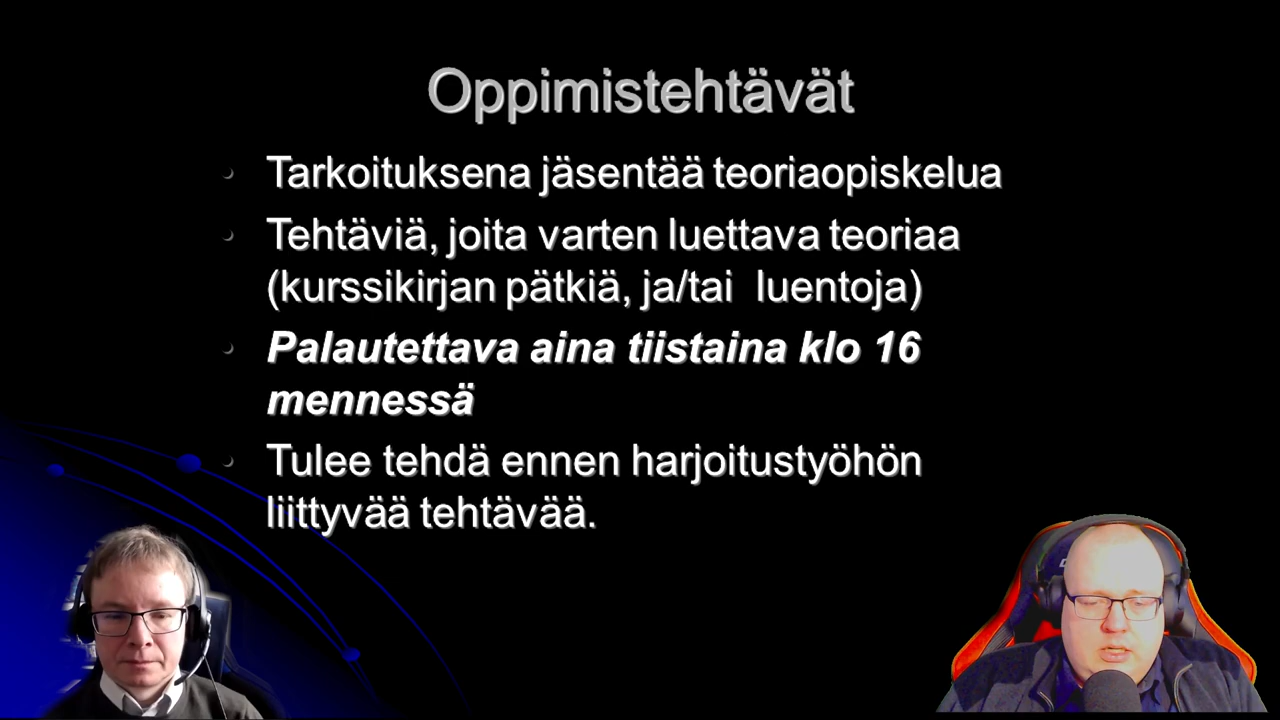 Oppimistehtävät
Tarkoituksena jäsentää teoriaopiskelua
Tehtäviä, joita varten luettava teoriaa
(kurssikirjan pätkiä, ja/tai luentoja)
Palautettava aina tiistaina klo 16
mennessä
Tulee tehdä ennen harjoitustyöhön
liittyvää tehtävää.